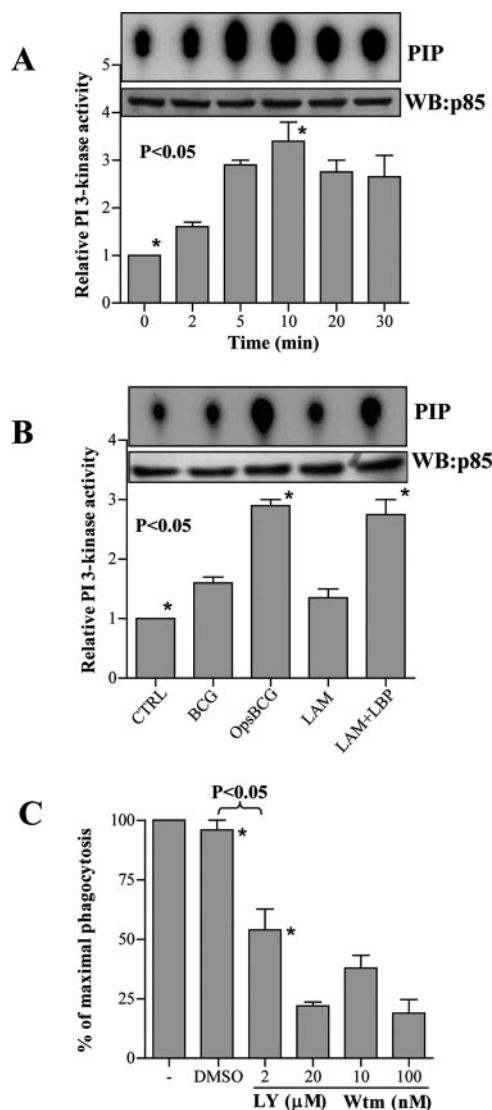 A
PIP
WB:p85
P<0.05
Relative PI 3-kinase activity
5
4
3
2
1
0
0 2 5 10 20 30
Time (min)
*
*
B
PIP
WB:p85
P<0.05
Relative PI 3-kinase activity
4
3
2
1
0
CTRL BCG OpsBCG LAM LAM+LBP
*
*
*
C
P<0.05
% of maximal phagocytosis
100
75
50
25
0
*
*
- DMSO 2 20 10 100
LY (μM) Wtm (nM)